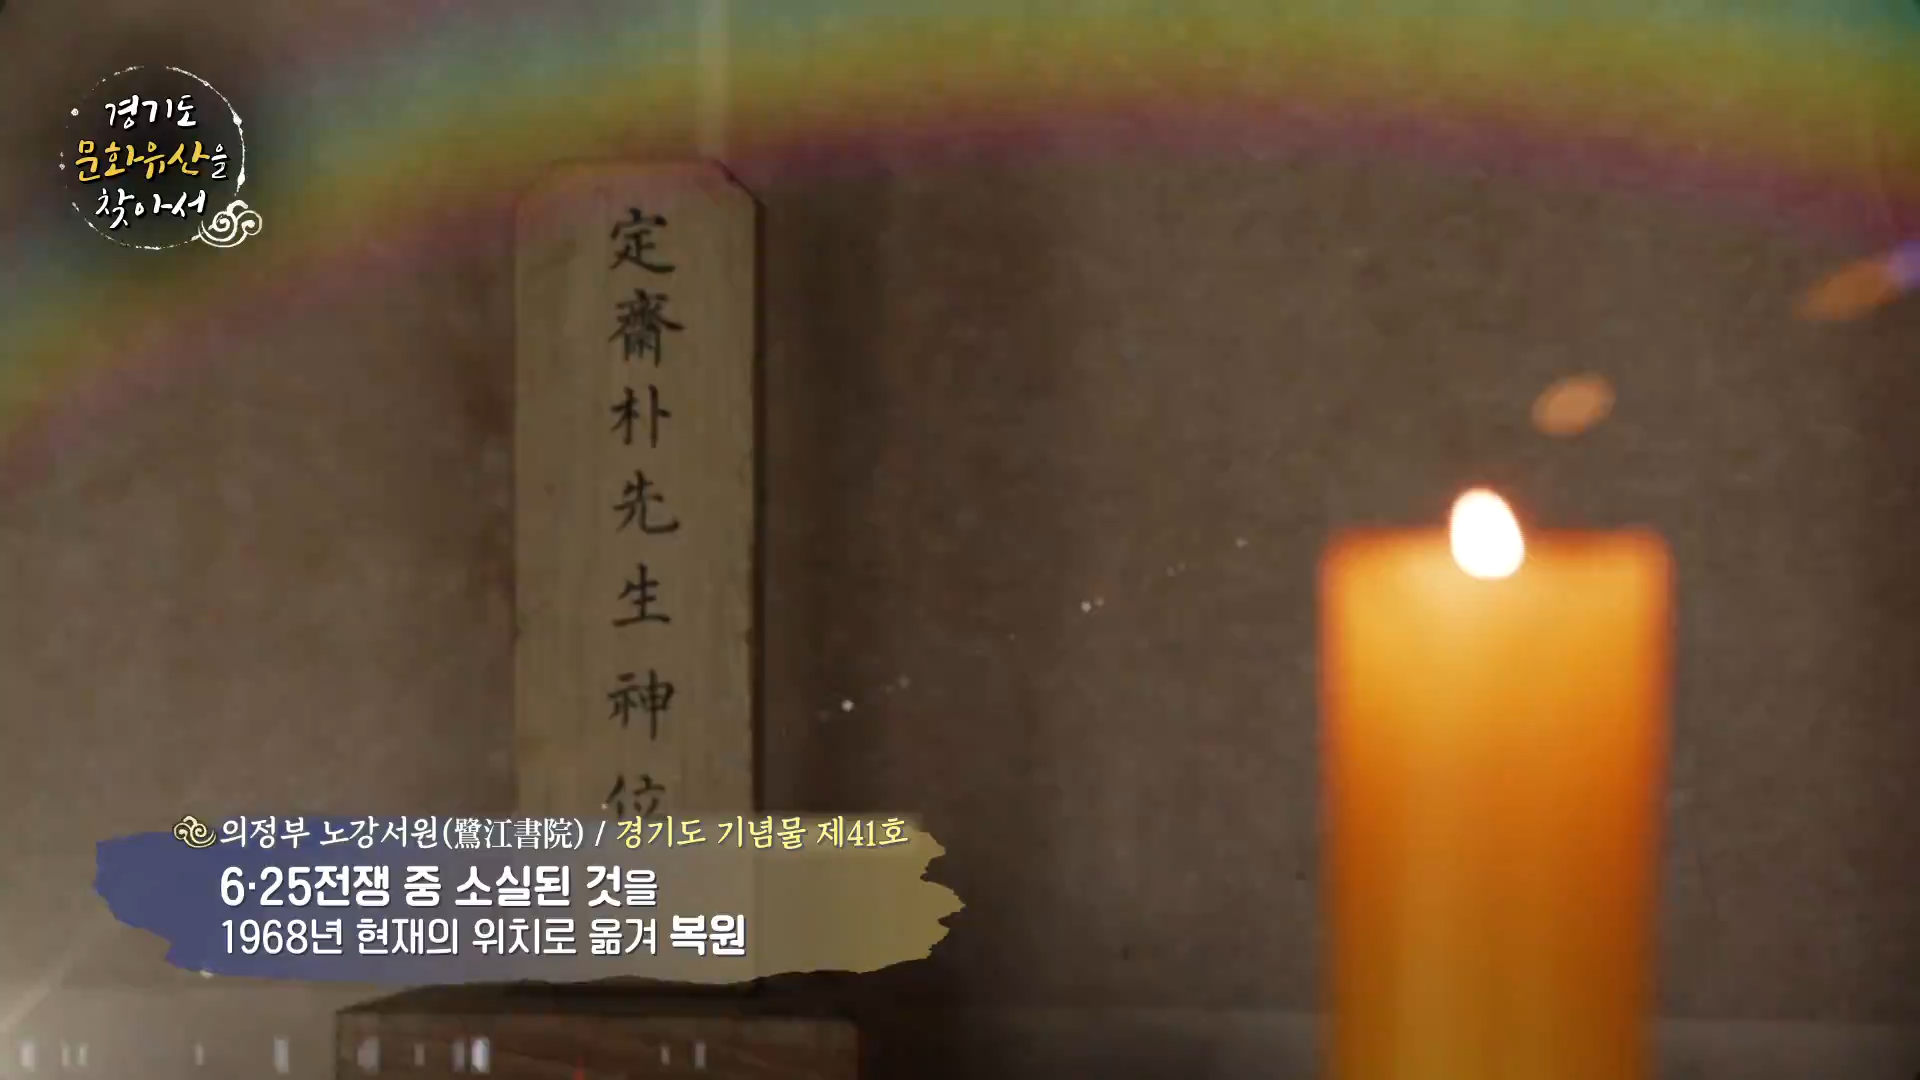 경기도
문화유산을
찾아서
定齋朴先生神位
의정부 노강서원(鷺江書院) / 경기도 기념물 제41호
6·25전쟁 중 소실된 것을
1968년 현재의 위치로 옮겨 복원